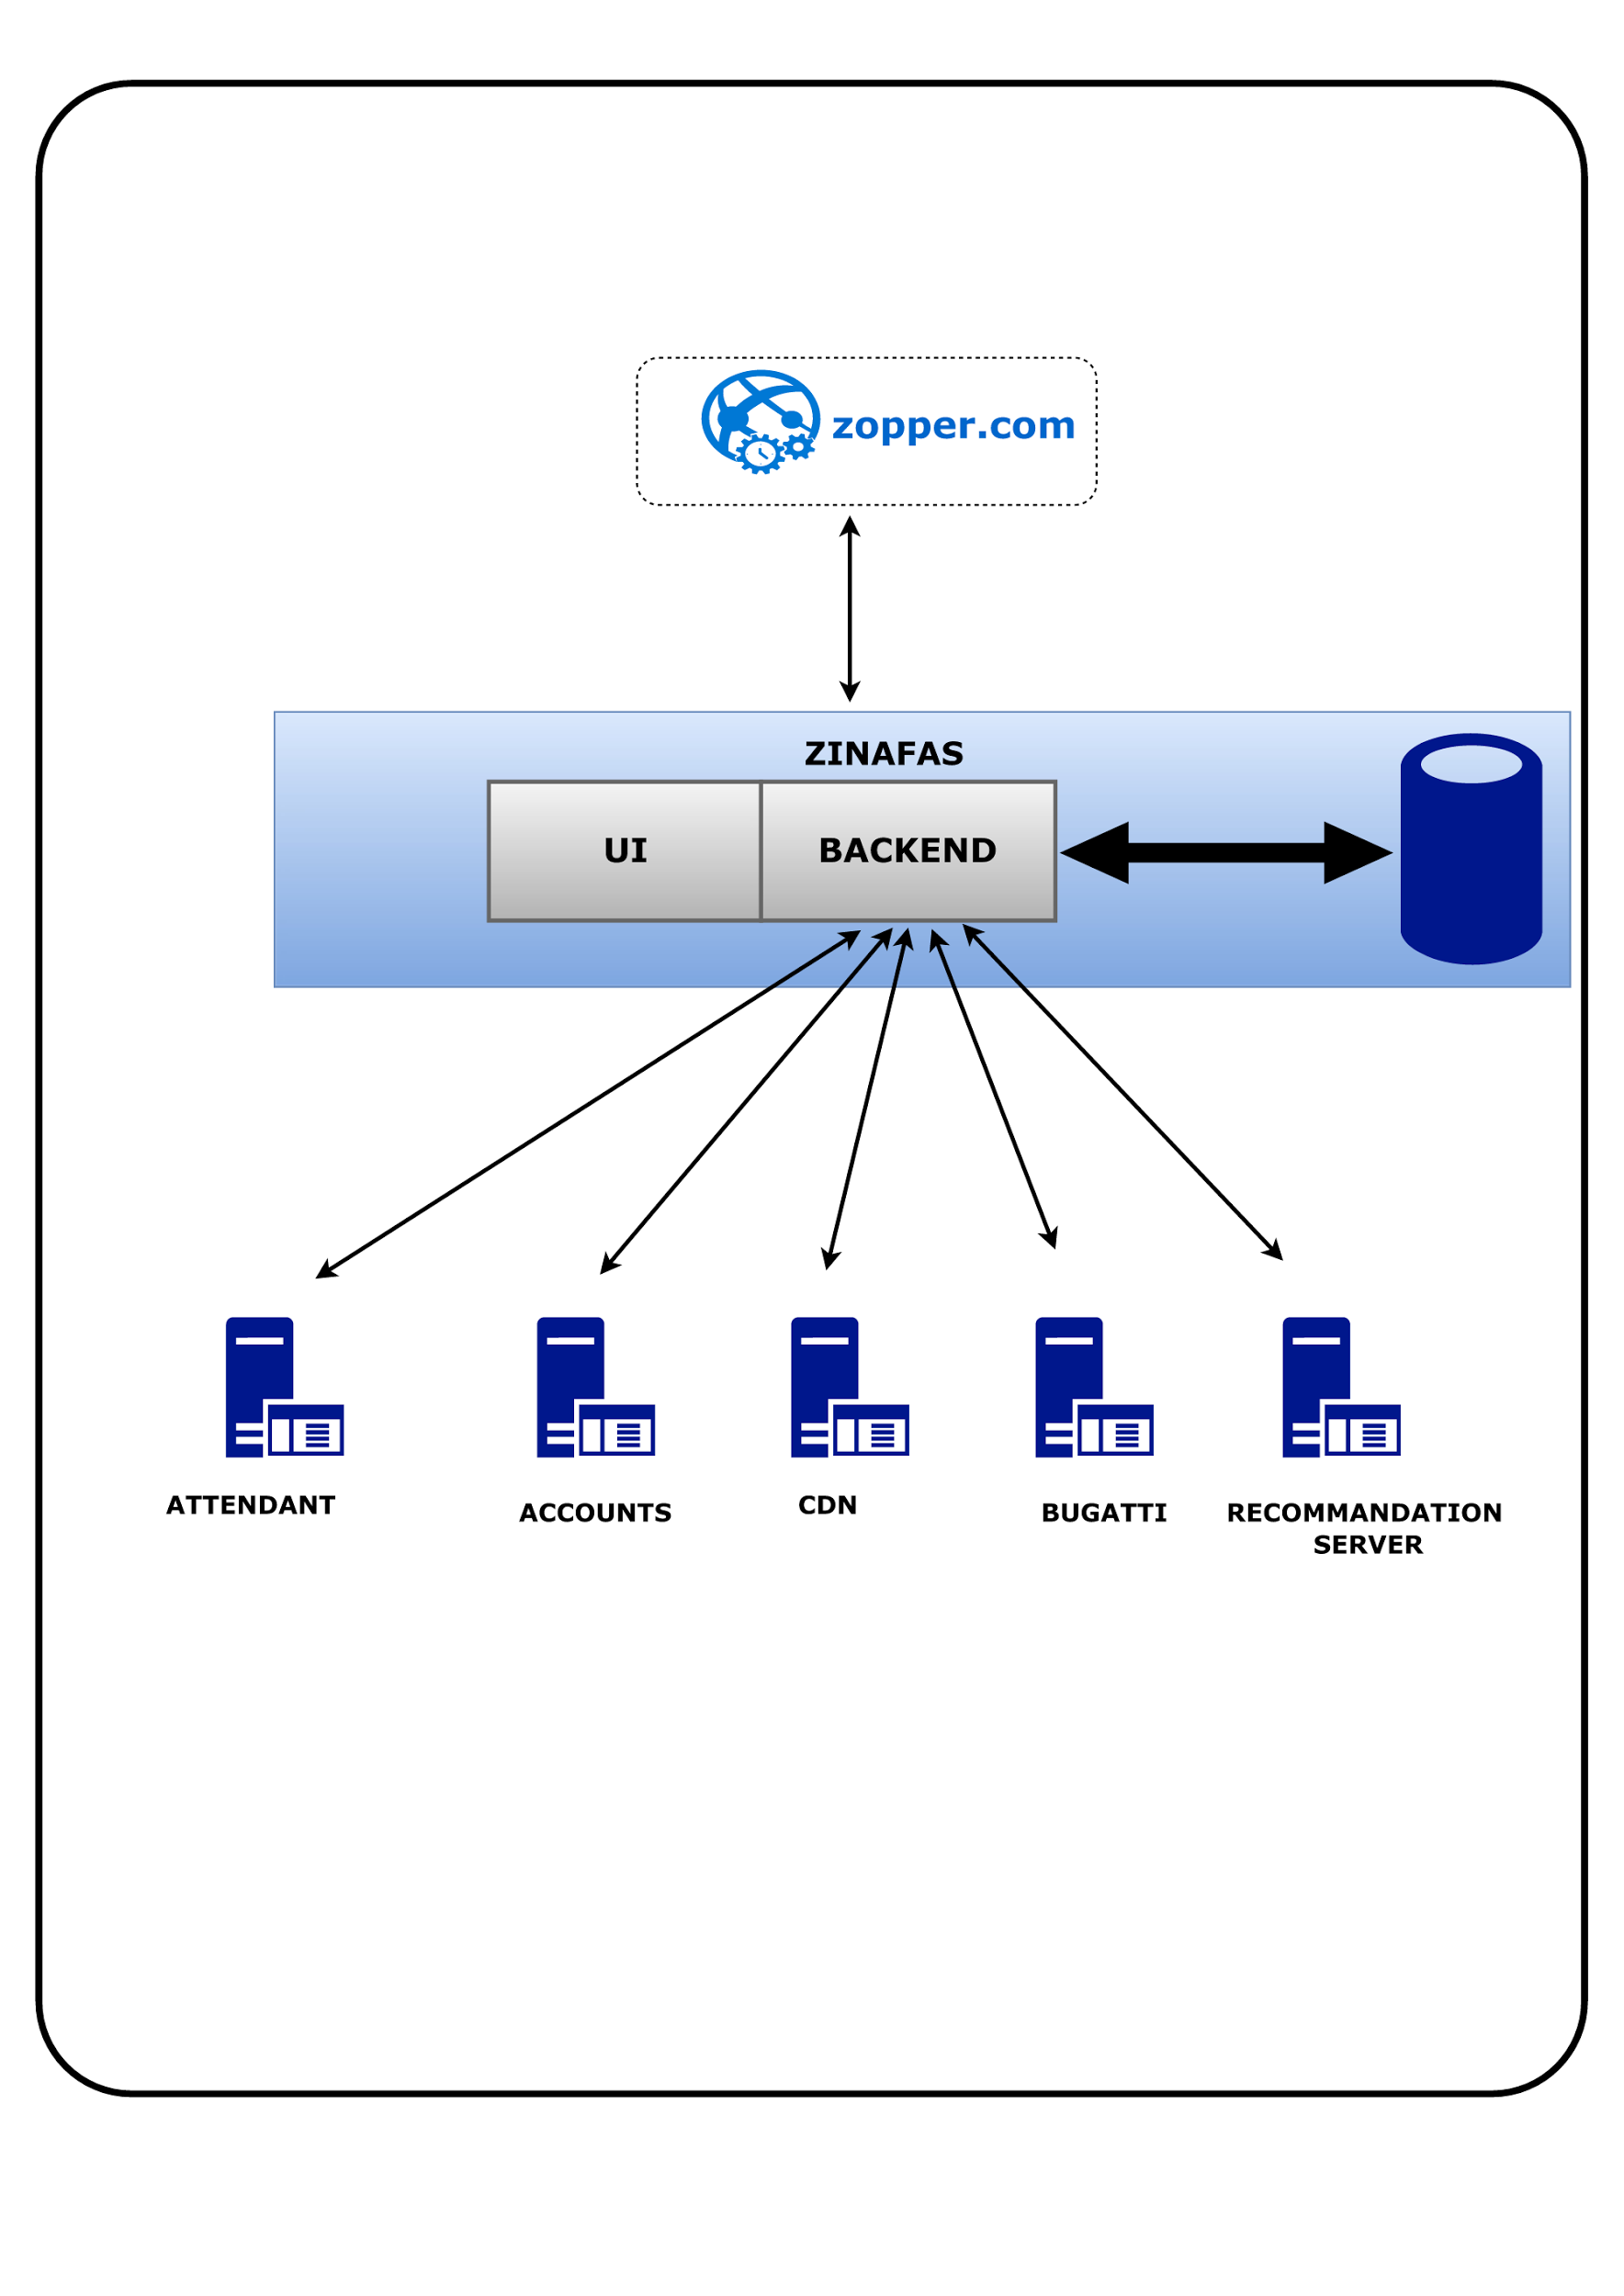 zopper.com
ZINAFAS
UI
BACKEND
ATTENDANT
ACCOUNTS
CDN
BUGATTI
RECOMMANDATION
SERVER